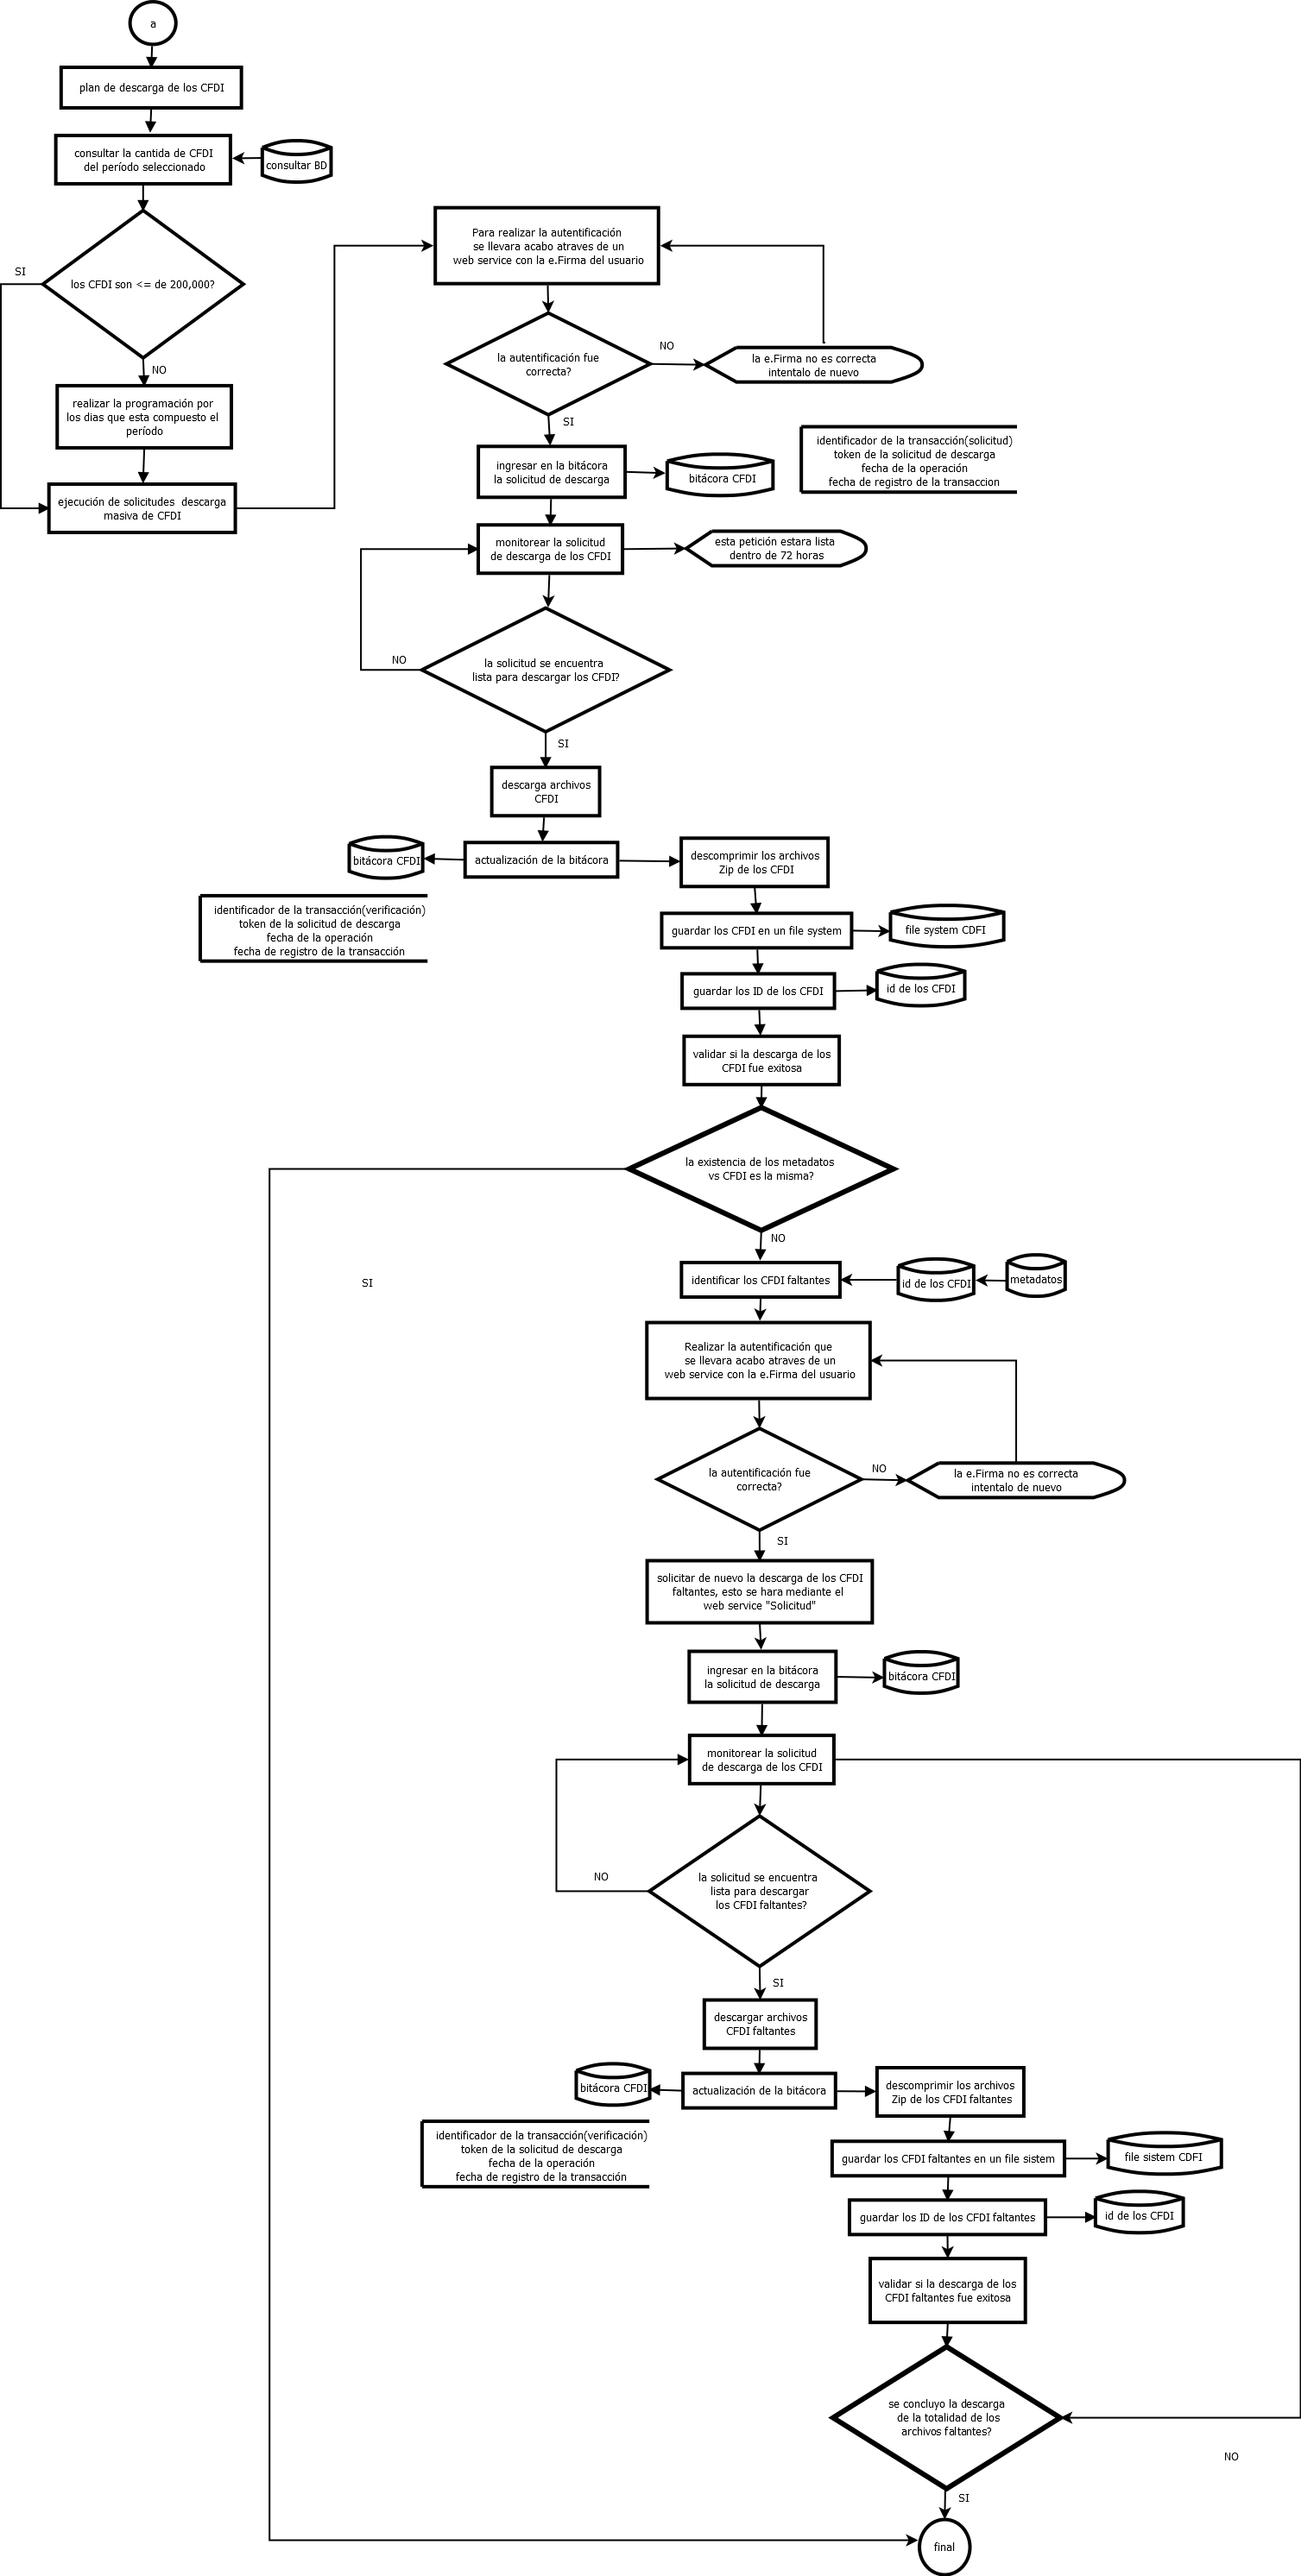 a
plan de descarga de los CFDI
consultar la cantida de CFDI
del período seleccionado
consultar BD
los CFDI son <= de 200,000?
SI
NO
realizar la programación por
los dias que esta compuesto el
período
ejecución de solicitudes descarga
masiva de CFDI
Para realizar la autentificación
se llevara acabo atraves de un
web service con la e.Firma del usuario
la autentificación fue
correcta?
NO
la e.Firma no es correcta
intentalo de nuevo
SI
ingresar en la bitácora
la solicitud de descarga
bitácora CFDI
identificador de la transacción(solicitud)
token de la solicitud de descarga
fecha de la operación
fecha de registro de la transaccion
monitorear la solicitud
de descarga de los CFDI
esta petición estara lista
dentro de 72 horas
la solicitud se encuentra
lista para descargar los CFDI?
NO
SI
descarga archivos
CFDI
actualización de la bitácora
bitácora CFDI
identificador de la transacción(verificación)
token de la solicitud de descarga
fecha de la operación
fecha de registro de la transacción
descomprimir los archivos
Zip de los CFDI
guardar los CFDI en un file system
file system CDFI
guardar los ID de los CFDI
id de los CFDI
validar si la descarga de los
CFDI fue exitosa
la existencia de los metadatos
vs CFDI es la misma?
SI
NO
identificar los CFDI faltantes
id de los CFDI
metadatos
Realizar la autentificación que
se llevara acabo atraves de un
web service con la e.Firma del usuario
la autentificación fue
correcta?
NO
la e.Firma no es correcta
intentalo de nuevo
SI
solicitar de nuevo la descarga de los CFDI
faltantes, esto se hara mediante el
web service "Solicitud"
ingresar en la bitácora
la solicitud de descarga
bitácora CFDI
monitorear la solicitud
de descarga de los CFDI
la solicitud se encuentra
lista para descargar
los CFDI faltantes?
NO
SI
descargar archivos
CFDI faltantes
actualización de la bitácora
bitácora CFDI
identificador de la transacción(verificación)
token de la solicitud de descarga
fecha de la operación
fecha de registro de la transacción
descomprimir los archivos
Zip de los CFDI faltantes
guardar los CFDI faltantes en un file sistem
file sistem CDFI
guardar los ID de los CFDI faltantes
id de los CFDI
validar si la descarga de los
CFDI faltantes fue exitosa
se concluyo la descarga
de la totalidad de los
archivos faltantes?
NO
SI
final